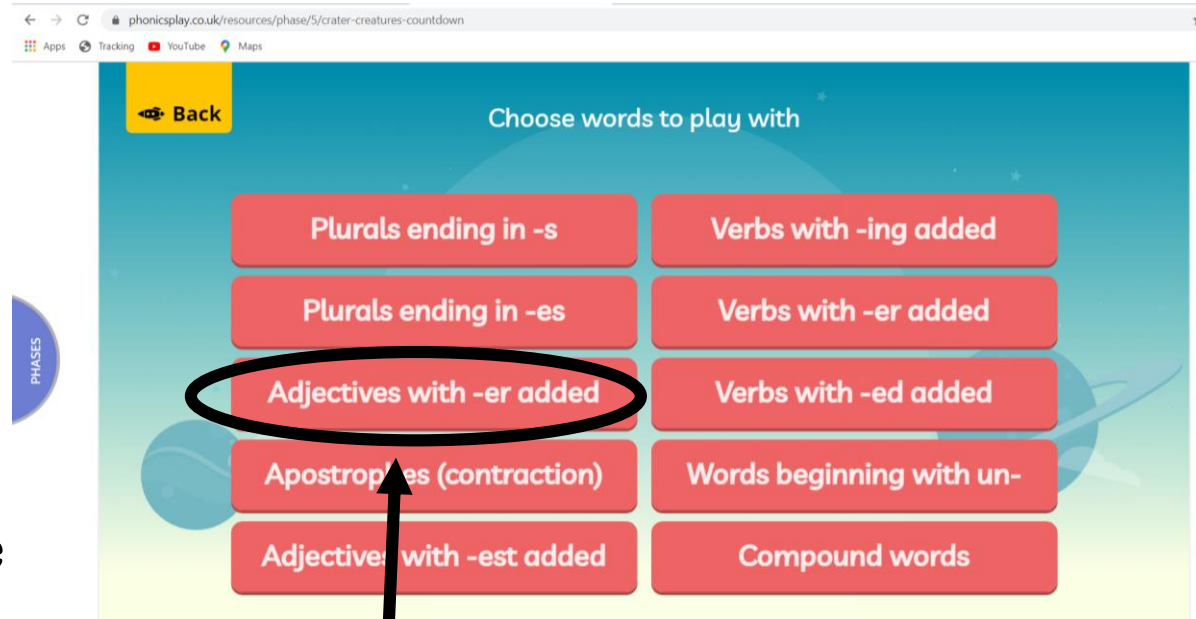 phonicsplay.co.uk/resources/phase/5/crater-creatures-countdown
Apps Tracking YouTube Maps
Back
Choose words to play with
Plurals ending in -s
Verbs with -ing added
Plurals ending in -es
Verbs with -er added
PHASES
Adjectives with -er added
Verbs with -ed added
Apostrophes (contraction)
Words beginning with un-
Adjectives with -est added
Compound words